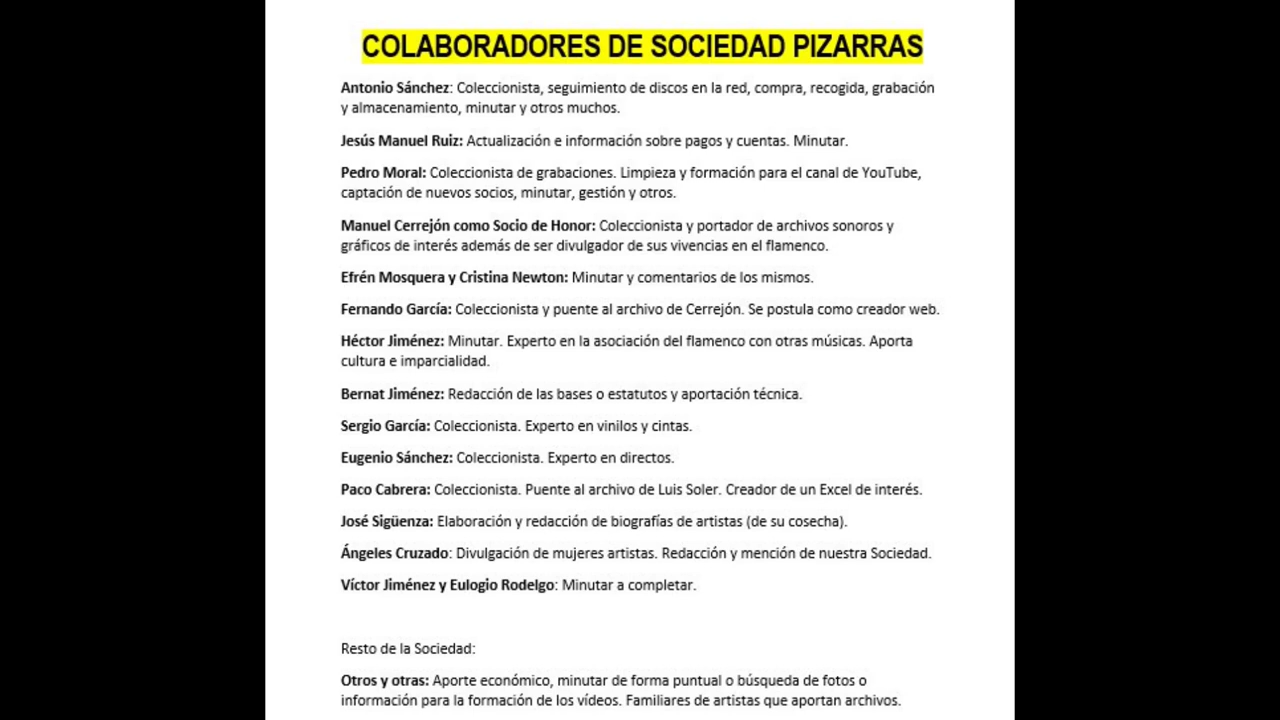 COLABORADORES DE SOCIEDAD PIZARRAS
Antonio Sánchez: Coleccionista, seguimiento de discos en la red, compra, recogida, grabación
y almacenamiento, minutar y otros muchos.
Jesús Manuel Ruiz: Actualización e información sobre pagos y cuentas. Minutar.
Pedro Moral: Coleccionista de grabaciones. Limpieza y formación para el canal de YouTube,
captación de nuevos socios, minutar, gestión y otros.
Manuel Cerrejón como Socio de Honor: Coleccionista y portador de archivos sonoros y
gráficos de interés además de ser divulgador de sus vivencias en el flamenco.
Efrén Mosquera y Cristina Newton: Minutar y comentarios de los mismos.
Fernando García: Coleccionista y puente al archivo de Cerrejón. Se postula como creador web.
Héctor Jiménez: Minutar. Experto en la asociación del flamenco con otras músicas. Aporta
cultura e imparcialidad.
Bernat Jiménez: Redacción de las bases o estatutos y aportación técnica.
Sergio García: Coleccionista. Experto en vinilos y cintas.
Eugenio Sánchez: Coleccionista. Experto en directos.
Paco Cabrera: Coleccionista. Puente al archivo de Luis Soler. Creador de un Excel de interés.
José Sigüenza: Elaboración y redacción de biografías de artistas (de su cosecha).
Ángeles Cruzado: Divulgación de mujeres artistas. Redacción y mención de nuestra Sociedad.
Víctor Jiménez y Eulogio Rodelgo: Minutar a completar.
Resto de la Sociedad:
Otros y otras: Aporte económico, minutar de forma puntual o búsqueda de fotos o
información para la formación de los vídeos. Familiares de artistas que aportan archivos.